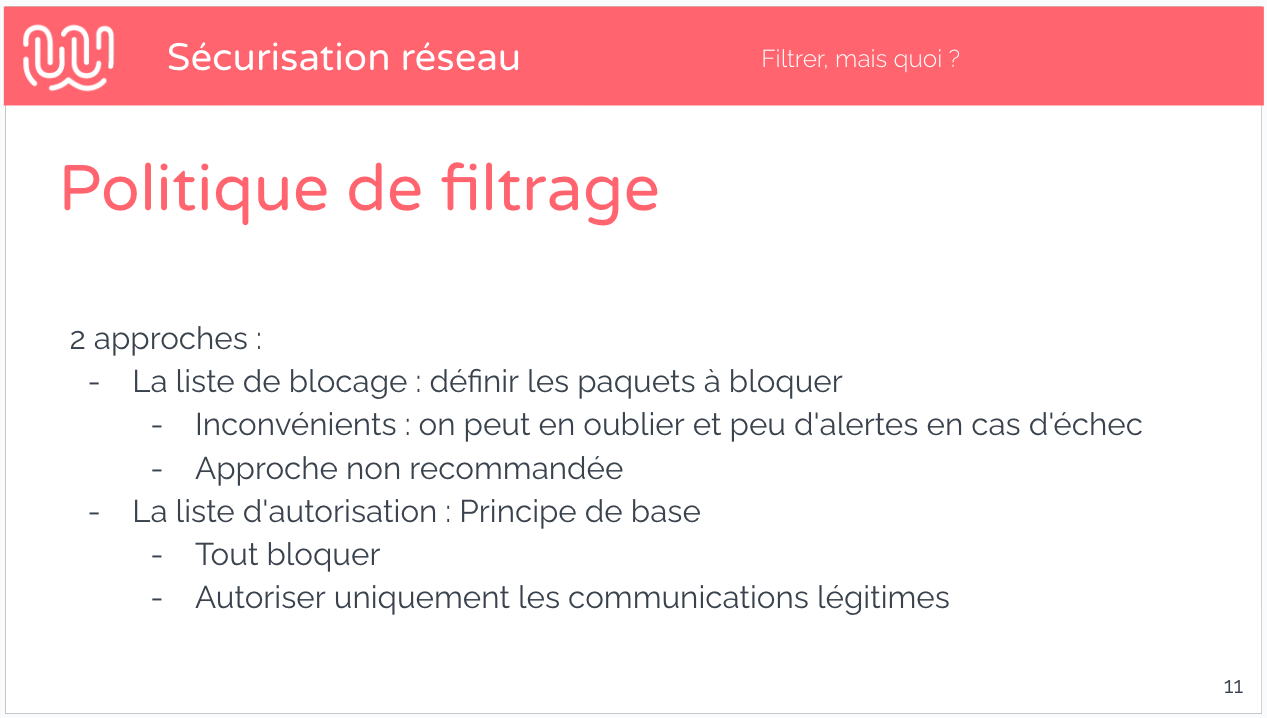 Sécurisation réseau
Filtrer, mais quoi ?
Politique de filtrage
2 approches :
- La liste de blocage : définir les paquets à bloquer
- Inconvénients : on peut en oublier et peu d'alertes en cas d'échec
- Approche non recommandée
- La liste d'autorisation : Principe de base
- Tout bloquer
- Autoriser uniquement les communications légitimes
11